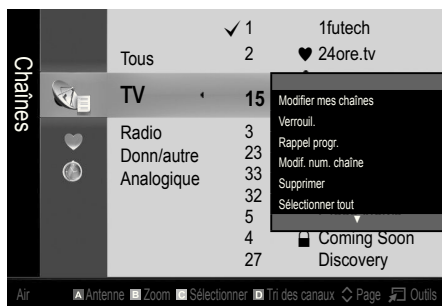 Chaînes
✓ 1 1futech
Tous 2 ♥ 24ore.tv
TV 15
Modifier mes chaînes
Verrouil.
Rappel progr.
Modif. num. chaîne
Supprimer
Sélectionner tout
Radio 3
Donn/autre 23
Analogique 33
32
5
4 Coming Soon
27 Discovery
Air A Antenne B Zoom C Sélectionner D Tri des canaux Page Outils